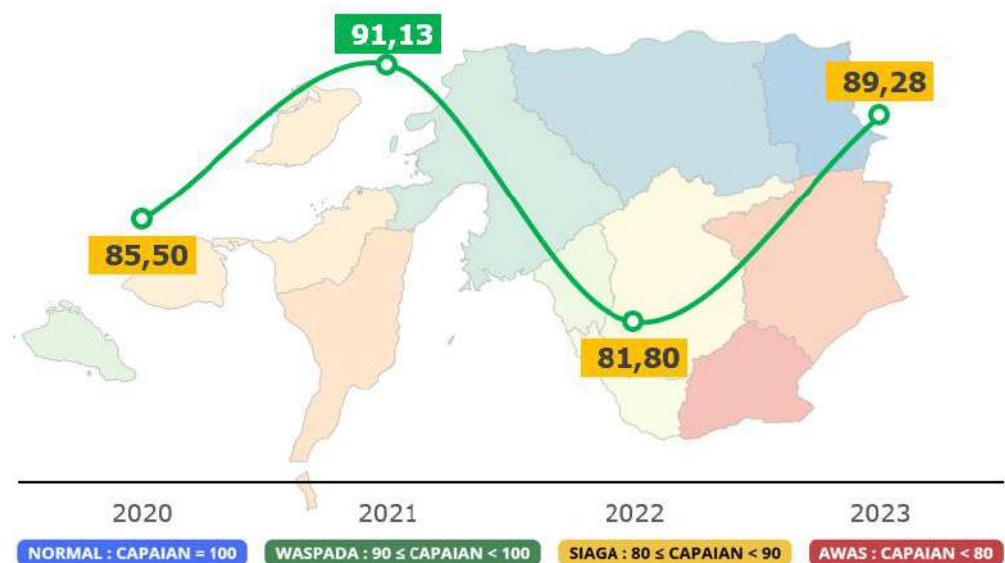 91,13
89,28
85,50
81,80
2020 2021 2022 2023
NORMAL : CAPAIAN = 100 WASPADA : 90 ≤ CAPAIAN < 100 SIAGA : 80 ≤ CAPAIAN < 90 AWAS : CAPAIAN < 80